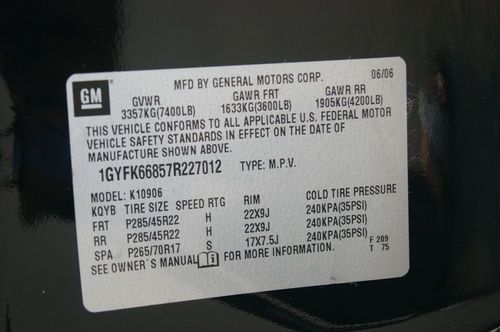 GM
MFD BY GENERAL MOTORS CORP. 06/06
GVWR GAWR FRT GAWR RR
3357KG(7400LB) 1633KG(3600LB) 1905KG(4200LB)
THIS VEHICLE CONFORMS TO ALL APPLICABLE U.S. FEDERAL MOTOR
VEHICLE SAFETY STANDARDS IN EFFECT ON THE DATE OF
MANUFACTURE SHOWN ABOVE.
1GYFK66857R227012 TYPE: M.P.V.
MODEL: K10906
KQYB TIRE SIZE SPEED RTG RIM COLD TIRE PRESSURE
FRT P285/45R22 H 22X9J 240KPA(35PSI)
RR P285/45R22 H 22X9J 240KPA(35PSI)
SPA P265/70R17 S 17X7.5J 240KPA(35PSI)
SEE OWNER'S MANUAL FOR MORE INFORMATION. F 209
T 75